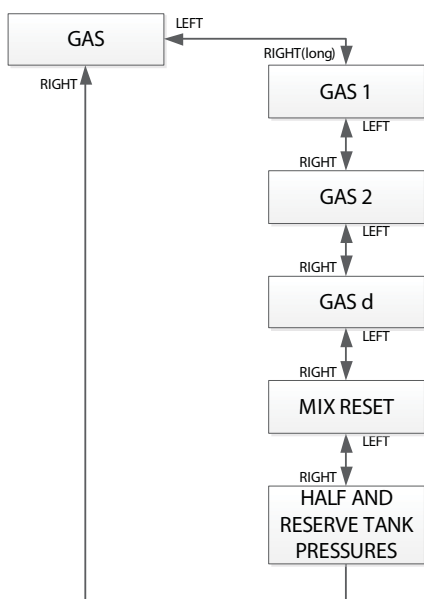 LEFT
GAS
RIGHT(long)
RIGHT
GAS 1
LEFT
RIGHT
GAS 2
LEFT
RIGHT
GAS d
LEFT
RIGHT
MIX RESET
LEFT
RIGHT
HALF AND
RESERVE TANK
PRESSURES